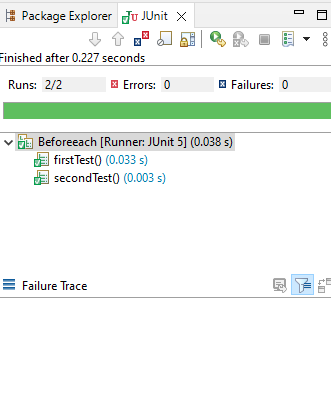 Package Explorer JUnit
Finished after 0.227 seconds
Runs: 2/2 Errors: 0 Failures: 0
Beforeeach [Runner: JUnit 5] (0.038 s)
firstTest() (0.033 s)
secondTest() (0.003 s)
Failure Trace